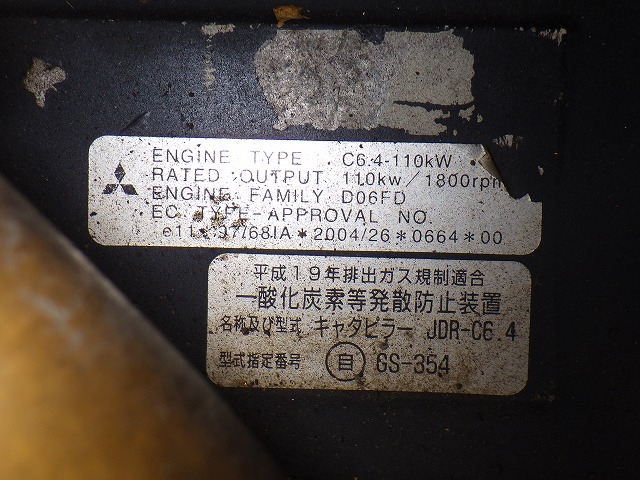 ENGINE TYPE C6.4-110kW
RATED OUTPUT 110kw/1800rpm
ENGINE FAMILY D06FD
EC TYPE-APPROVAL NO.
e11*97/68IA*2004/26*0664*00
平成19年排出ガス規制適合
一酸化炭素等発散防止装置
名称及び型式 キャタピラー JDR-C6.4
型式指定番号 自 GS-354